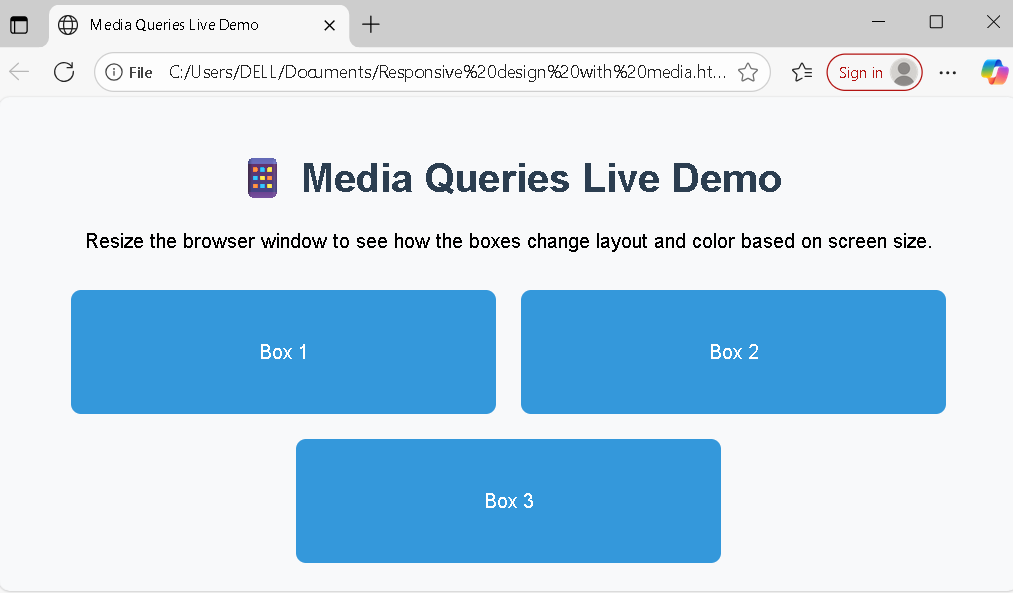 Media Queries Live Demo
File C:/Users/DELL/Documents/Responsive%20design%20with%20media.ht... Sign in
Media Queries Live Demo
Resize the browser window to see how the boxes change layout and color based on screen size.
Box 1 Box 2
Box 3